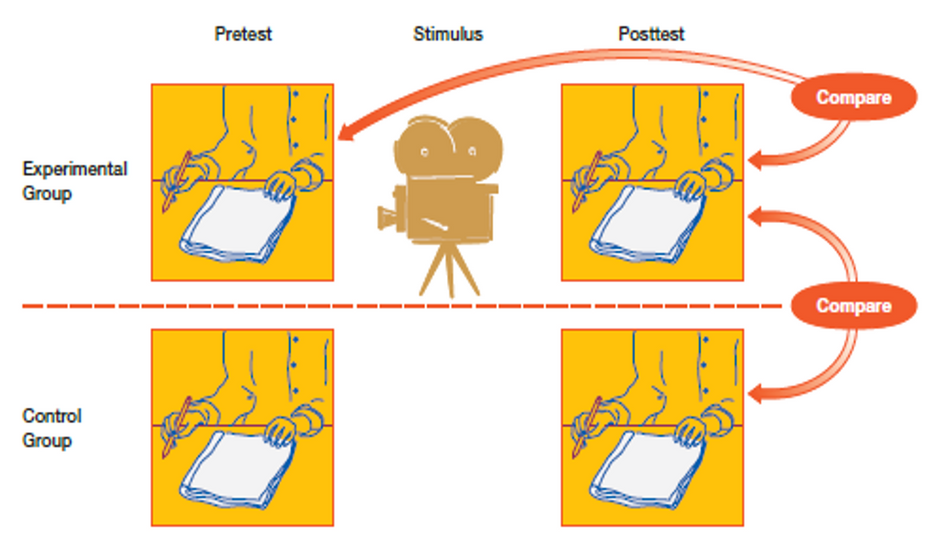 Pretest
Stimulus
Posttest
Compare
Experimental
Group
Compare
Control
Group